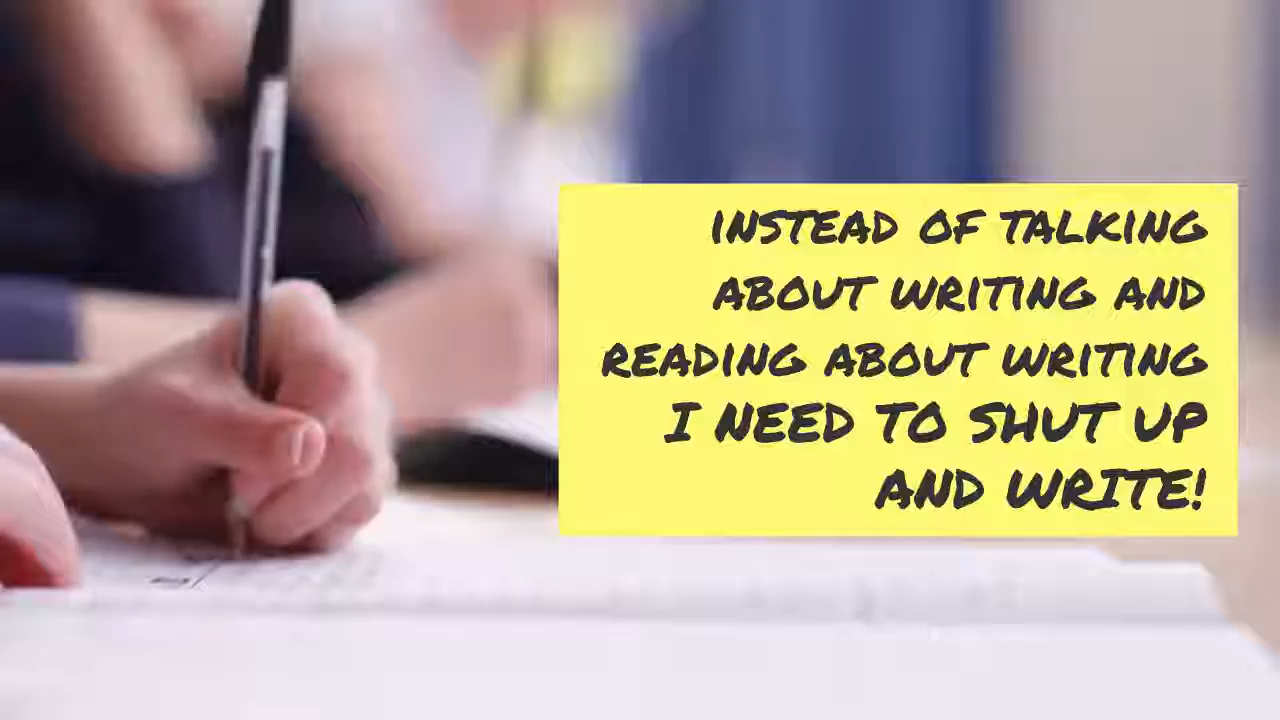 INSTEAD OF TALKING
ABOUT WRITING AND
READING ABOUT WRITING
I NEED TO SHUT UP
AND WRITE!